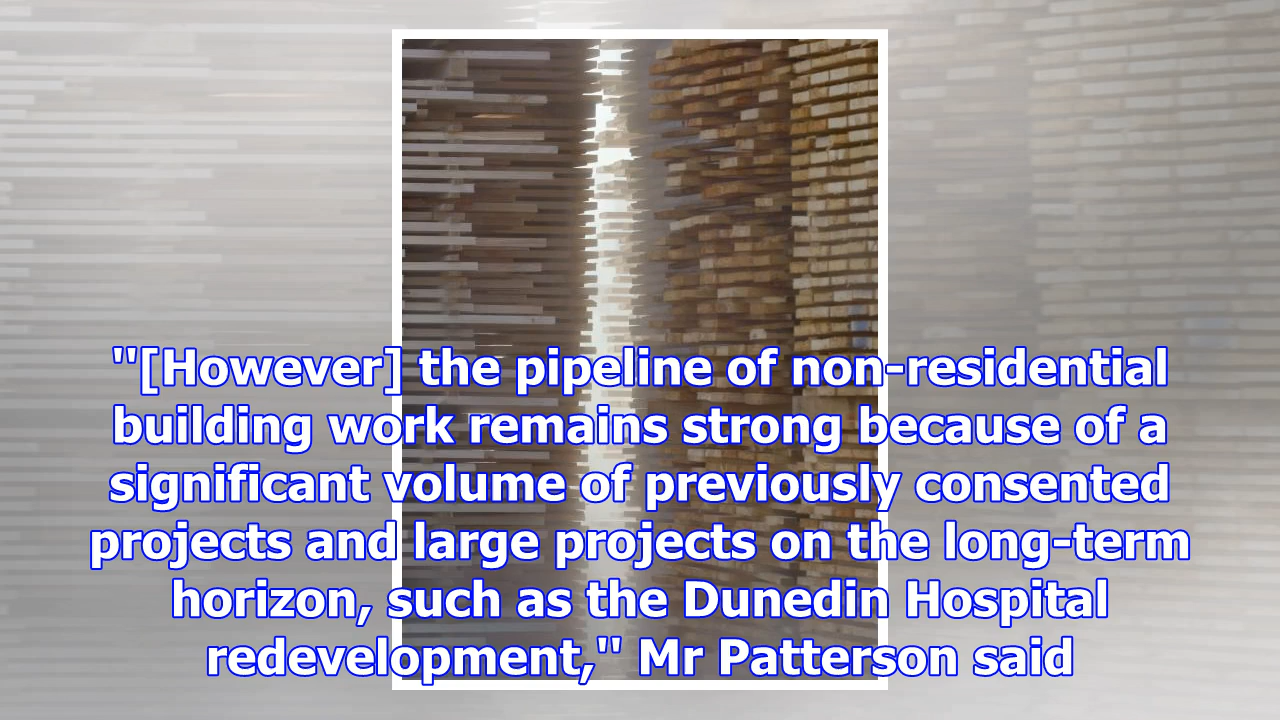 "[However] the pipeline of non-residential
building work remains strong because of a
significant volume of previously consented
projects and large projects on the long-term
horizon, such as the Dunedin Hospital
redevelopment," Mr Patterson said